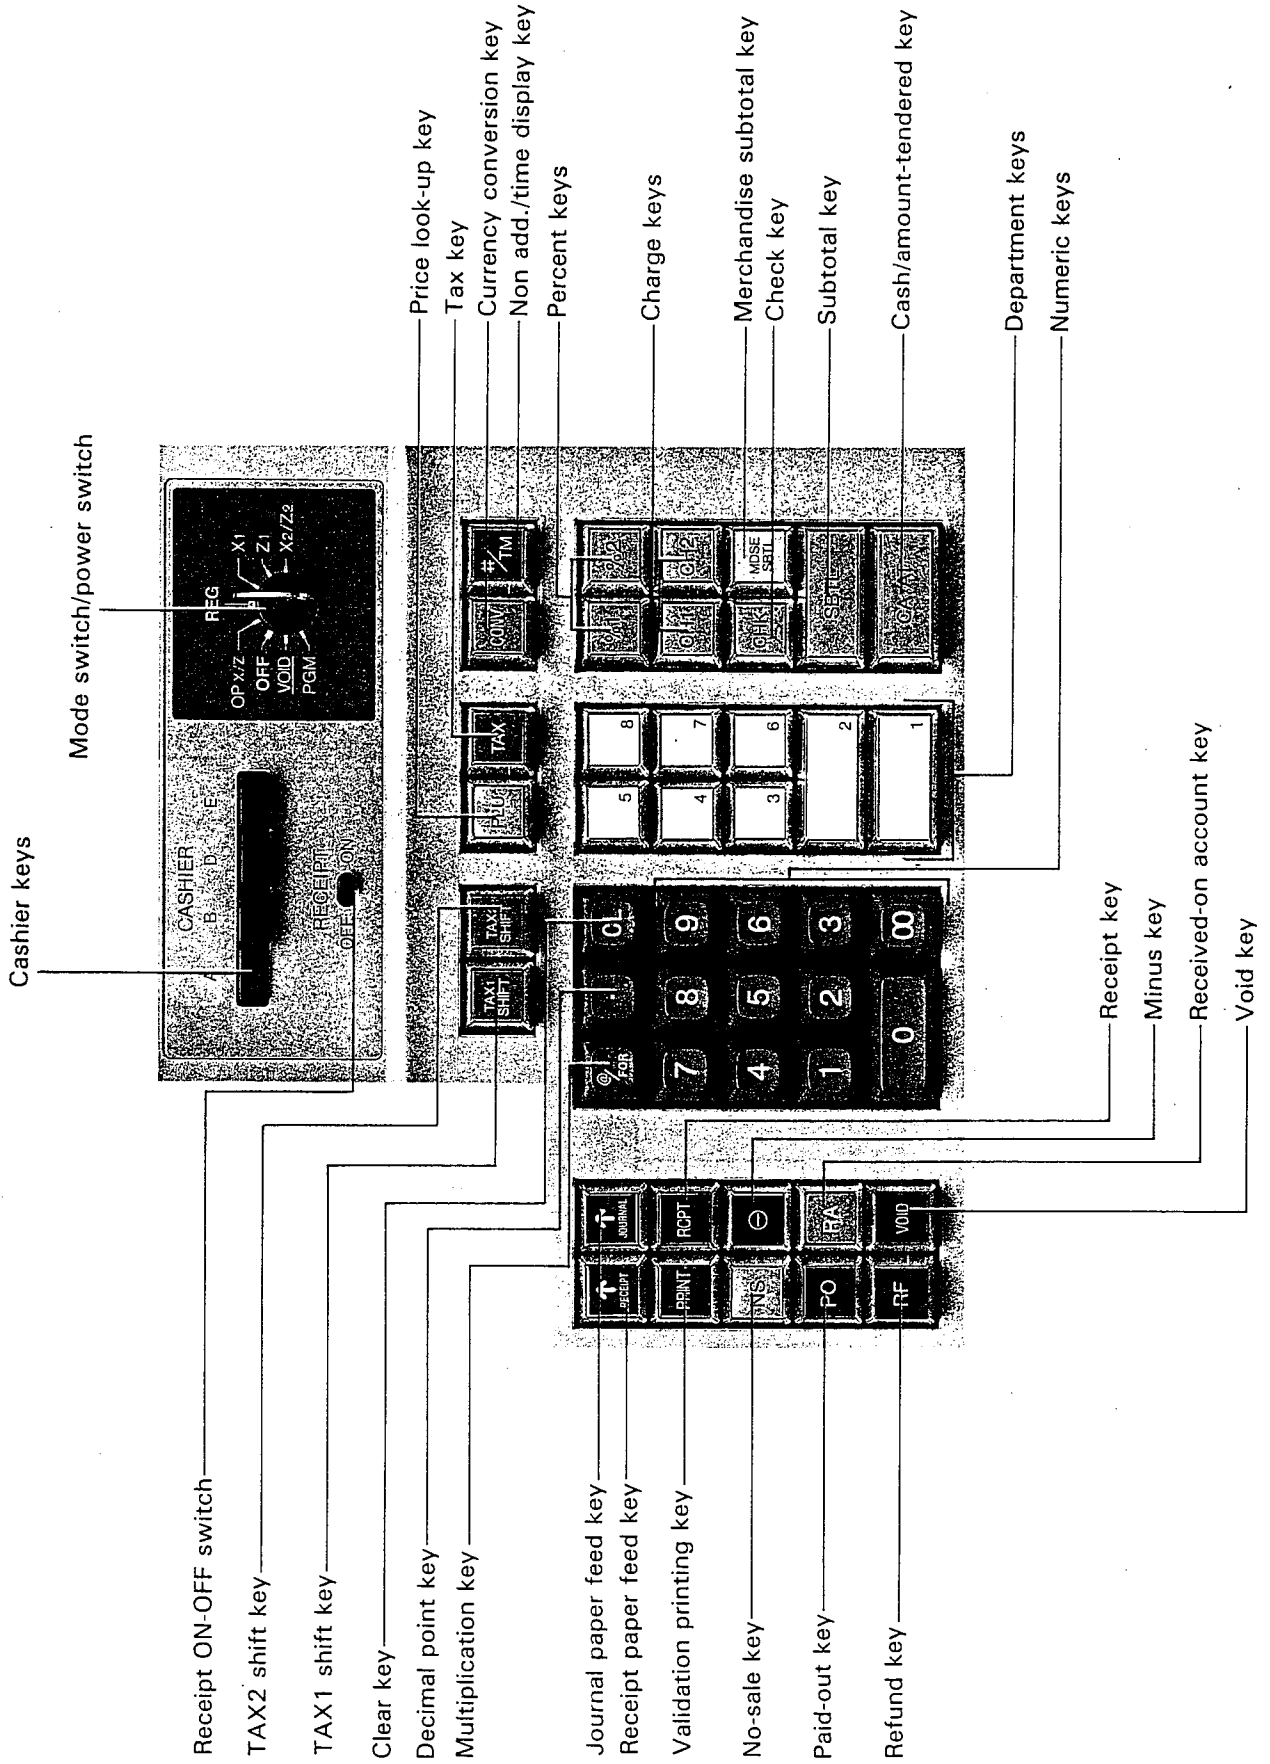 Cashier keys
Mode switch/power switch
Receipt ON-OFF switch
TAX2 shift key
TAX1 shift key
Clear key
Decimal point key
Multiplication key
Journal paper feed key
Receipt paper feed key
Validation printing key
No-sale key
Paid-out key
Refund key
CASHIER
A B D E
RECEIPT
OFF ON
REG
OP X/Z
OFF
VOID
PGM
X1
Z1
X2/Z2
TAX1 SHIFT
TAX SHIFT
PLU
TAX
CONV
#/TM
RECEIPT
JOURNAL
PRINT
RCPT
NS
⊖
PO
RA
RF
VOID
@/FOR
.
CL
7 8 9
4 5 6
1 2 3
0 00
5 8
4 7
3 6
2
1
%1 %2
CH1 CH2
CHK
MDSE SBTL
SBTL
CA/AT
Price look-up key
Tax key
Currency conversion key
Non add./time display key
Percent keys
Charge keys
Merchandise subtotal key
Check key
Subtotal key
Cash/amount-tendered key
Department keys
Numeric keys
Receipt key
Minus key
Received-on account key
Void key